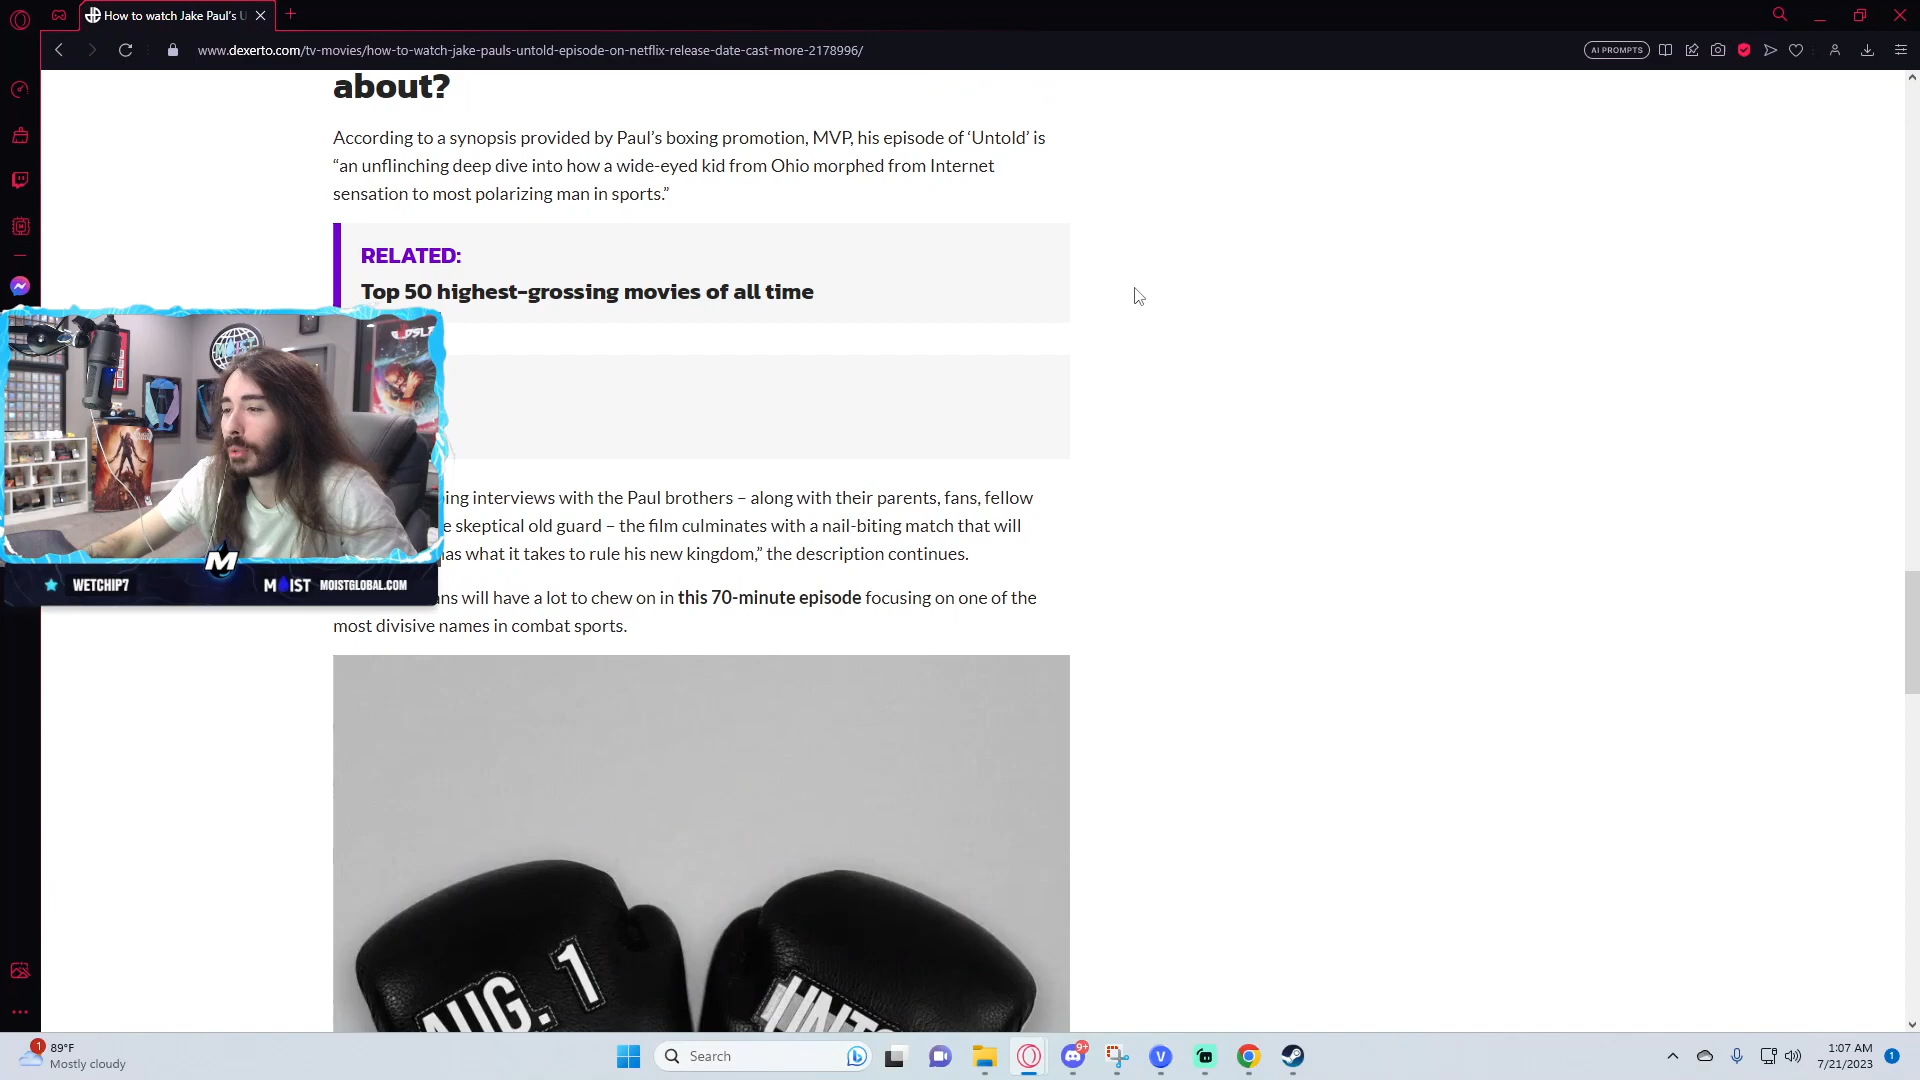 How to watch Jake Paul's U
www.dexerto.com/tv-movies/how-to-watch-jake-pauls-untold-episode-on-netflix-release-date-cast-more-2178996/
AI PROMPTS
about?
According to a synopsis provided by Paul’s boxing promotion, MVP, his episode of ‘Untold’ is
“an unflinching deep dive into how a wide-eyed kid from Ohio morphed from Internet
sensation to most polarizing man in sports.”
RELATED:
Top 50 highest-grossing movies of all time
MOIST
ing interviews with the Paul brothers – along with their parents, fans, fellow
e skeptical old guard – the film culminates with a nail-biting match that will
has what it takes to rule his new kingdom,” the description continues.
M
WETCHIP7
MOIST
MOISTGLOBAL.COM
ns will have a lot to chew on in this 70-minute episode focusing on one of the
most divisive names in combat sports.
AUG. 1
UNTO
1
89°F
Mostly cloudy
Search
9+
V
1:07 AM
7/21/2023
1